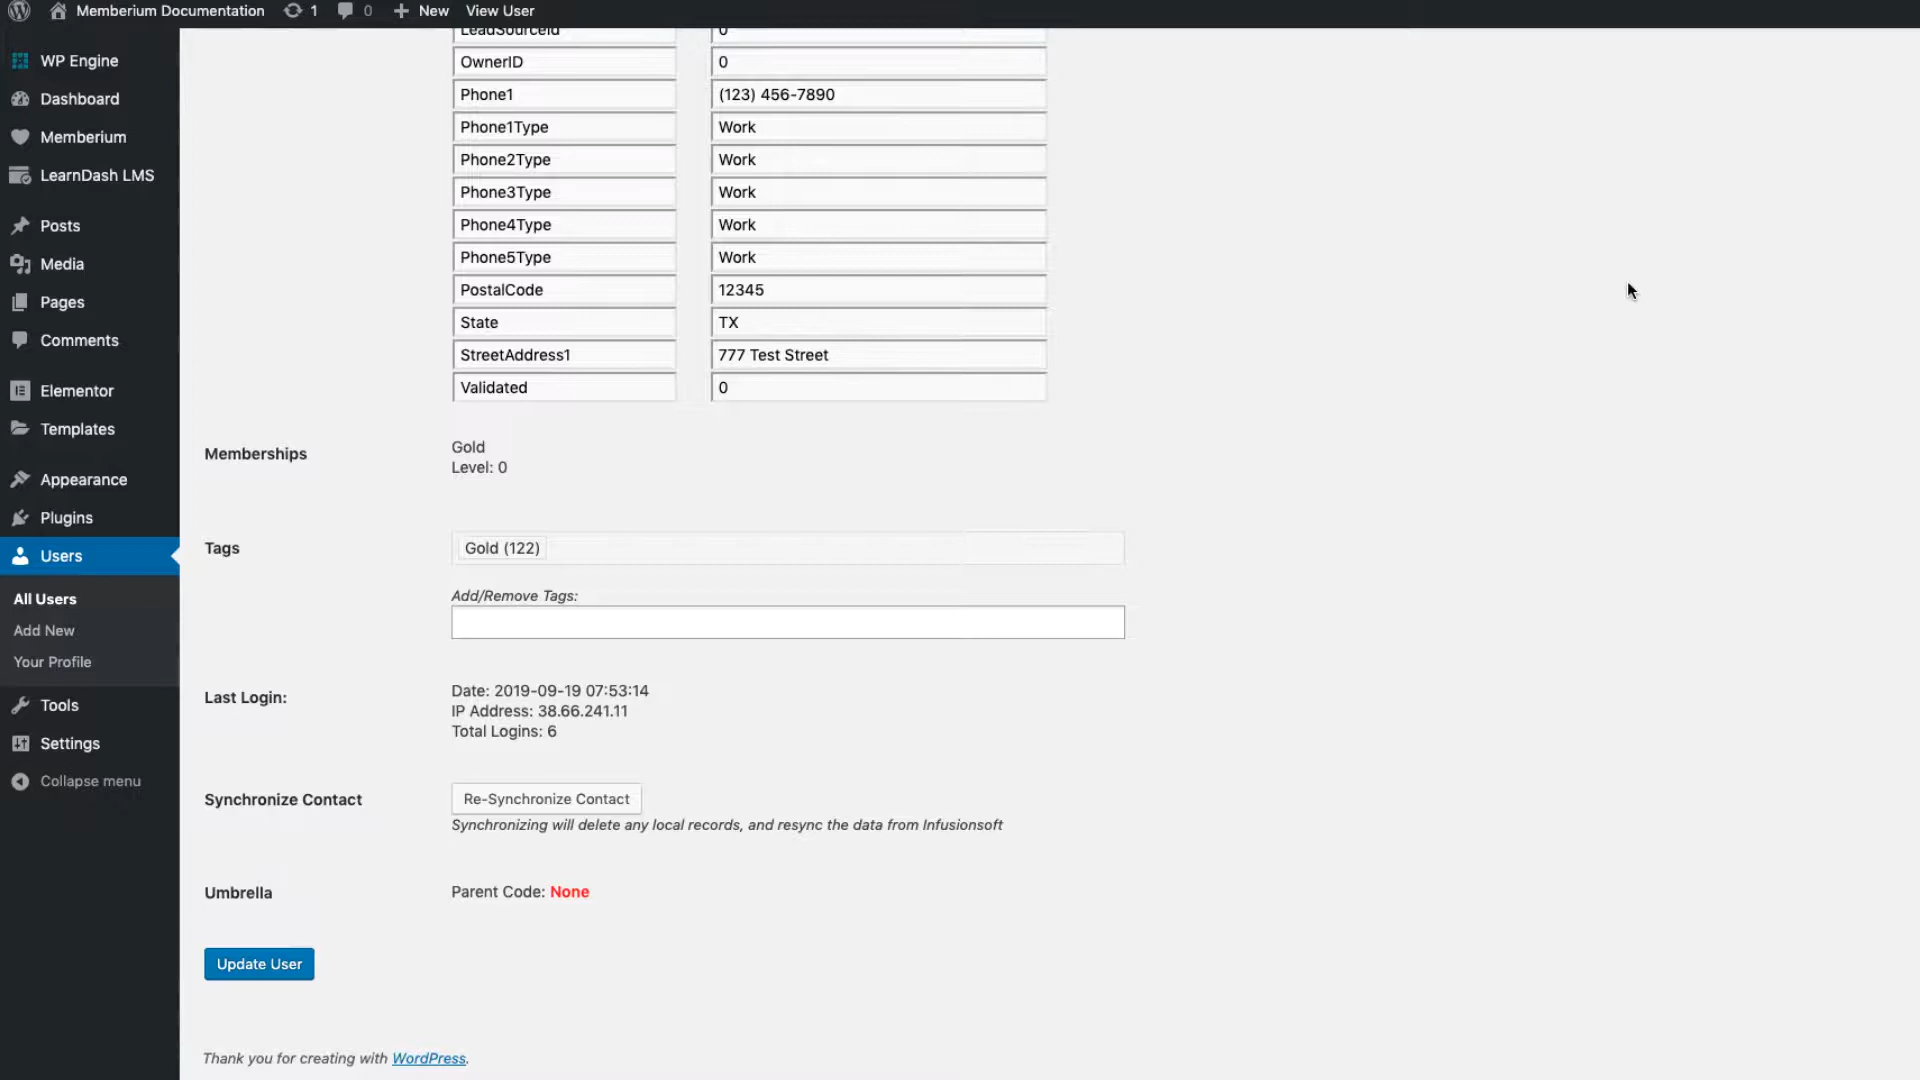 Memberium Documentation 1 0 New View User
WP Engine
Dashboard
Memberium
LearnDash LMS
Posts
Media
Pages
Comments
Elementor
Templates
Appearance
Plugins
Users
All Users
Add New
Your Profile
Tools
Settings
Collapse menu
LeadSourceId 0
OwnerID 0
Phone1 (123) 456-7890
Phone1Type Work
Phone2Type Work
Phone3Type Work
Phone4Type Work
Phone5Type Work
PostalCode 12345
State TX
StreetAddress1 777 Test Street
Validated 0
Memberships
Gold
Level: 0
Tags
Gold (122)
Add/Remove Tags:
Last Login:
Date: 2019-09-19 07:53:14
IP Address: 38.66.241.11
Total Logins: 6
Synchronize Contact
Re-Synchronize Contact
Synchronizing will delete any local records, and resync the data from Infusionsoft
Umbrella
Parent Code: None
Update User
Thank you for creating with WordPress.